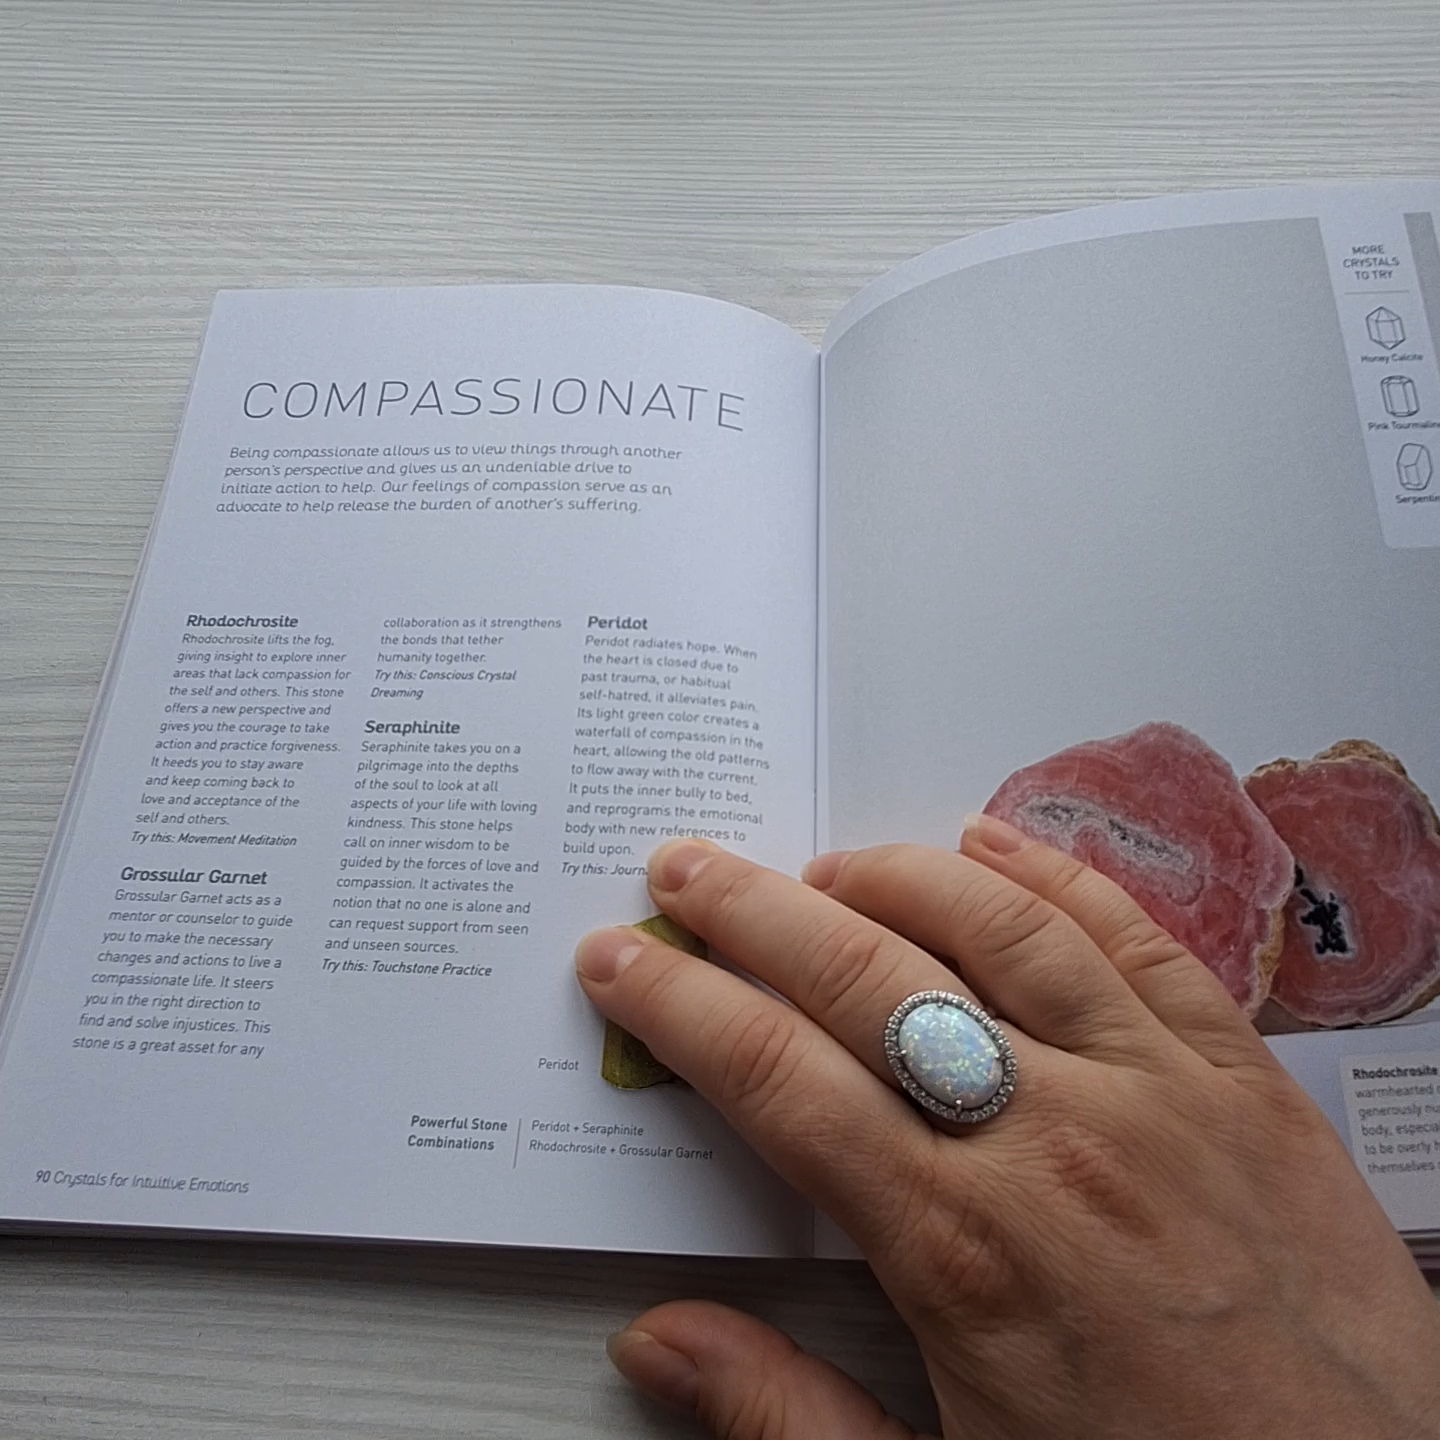 COMPASSIONATE
Being compassionate allows us to view things through another
person's perspective and gives us an undeniable drive to
initiate action to help. Our feelings of compassion serve as an
advocate to help release the burden of another's suffering.
Rhodochrosite
Rhodochrosite lifts the fog,
giving insight to explore inner
areas that lack compassion for
the self and others. This stone
offers a new perspective and
gives you the courage to take
action and practice forgiveness.
It heeds you to stay aware
and keep coming back to
love and acceptance of the
self and others.
Try this: Movement Meditation
Grossular Garnet
Grossular Garnet acts as a
mentor or counselor to guide
you to make the necessary
changes and actions to live a
compassionate life. It steers
you in the right direction to
find and solve injustices. This
stone is a great asset for any
collaboration as it strengthens
the bonds that tether
humanity together.
Try this: Conscious Crystal
Dreaming
Seraphinite
Seraphinite takes you on a
pilgrimage into the depths
of the soul to look at all
aspects of your life with loving
kindness. This stone helps
call on inner wisdom to be
guided by the forces of love and
compassion. It activates the
notion that no one is alone and
can request support from seen
and unseen sources.
Try this: Touchstone Practice
Peridot
Peridot radiates hope. When
the heart is closed due to
past trauma, or habitual
self-hatred, it alleviates pain.
Its light green color creates a
waterfall of compassion in the
heart, allowing the old patterns
to flow away with the current.
It puts the inner bully to bed,
and reprograms the emotional
body with new references to
build upon.
Try this:
Peridot
Powerful Stone
Combinations
Peridot + Seraphinite
Rhodochrosite + Grossular Garnet
90 Crystals for Intuitive Emotions
MORE
CRYSTALS
TO TRY
Honey Calcite
Pink Tourmaline
Rhodochrosite
warmhearted
generously
body,
to be overly
themselves